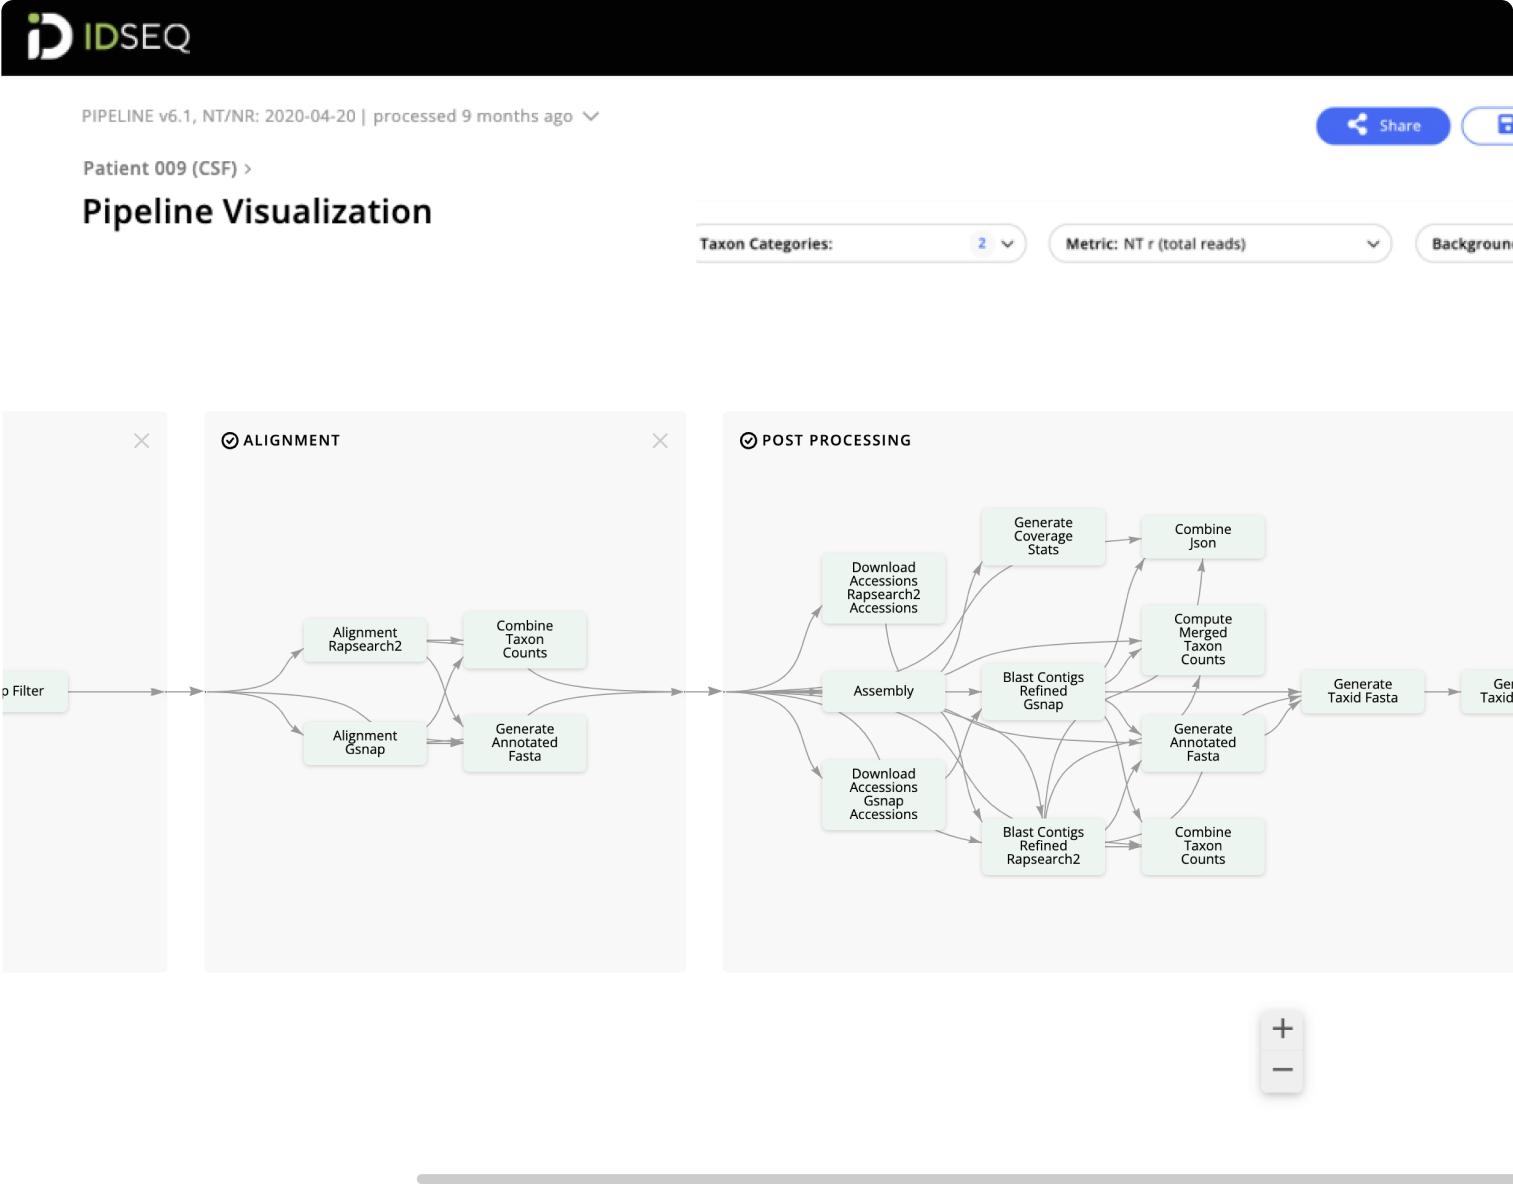 IDSEQ
PIPELINE v6.1, NT/NR: 2020-04-20 | processed 9 months ago
Share
Patient 009 (CSF) >
Pipeline Visualization
Taxon Categories: 2
Metric: NT r (total reads)
Backgroun
p Filter
ALIGNMENT
Alignment
Rapsearch2
Combine
Taxon
Counts
Alignment
Gsnap
Generate
Annotated
Fasta
POST PROCESSING
Download
Accessions
Rapsearch2
Accessions
Assembly
Download
Accessions
Gsnap
Accessions
Generate
Coverage
Stats
Blast Contigs
Refined
Gsnap
Blast Contigs
Refined
Rapsearch2
Combine
Json
Compute
Merged
Taxon
Counts
Generate
Annotated
Fasta
Combine
Taxon
Counts
Generate
Taxid Fasta
Ger
Taxid
+
−